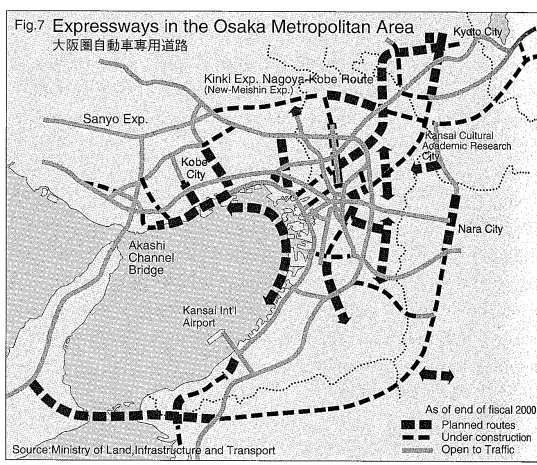 Fig.7 Expressways in the Osaka Metropolitan Area
大阪圏自動車専用道路
Kyoto City
Kinki Exp. Nagoya-Kobe Route
(New-Meishin Exp.)
Sanyo Exp.
Kansai Cultural
Academic Research
City
Kobe
City
Nara City
Akashi
Channel
Bridge
Kansai Int'l
Airport
As of end of fiscal 2000
Planned routes
Under construction
Open to Traffic
Source:Ministry of Land,Infrastructure and Transport